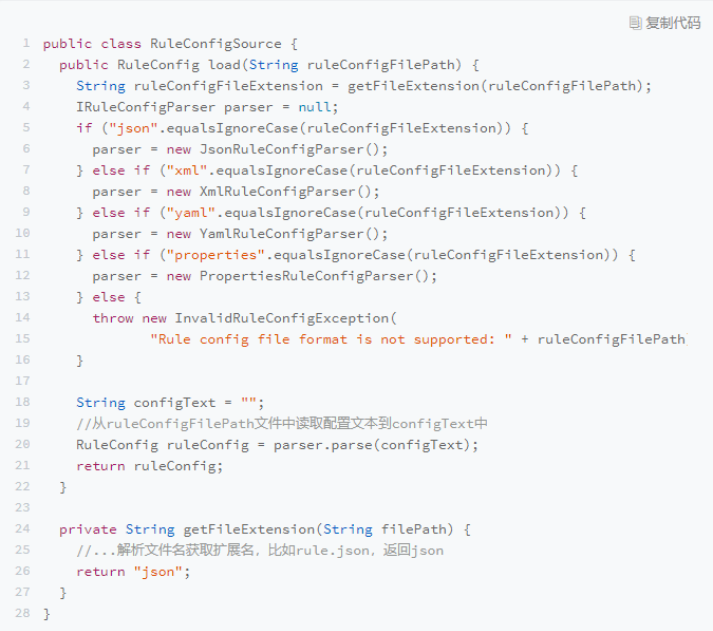 复制代码
1 public class RuleConfigSource {
2   public RuleConfig load(String ruleConfigFilePath) {
3     String ruleConfigFileExtension = getFileExtension(ruleConfigFilePath);
4     IRuleConfigParser parser = null;
5     if ("json".equalsIgnoreCase(ruleConfigFileExtension)) {
6       parser = new JsonRuleConfigParser();
7     } else if ("xml".equalsIgnoreCase(ruleConfigFileExtension)) {
8       parser = new XmlRuleConfigParser();
9     } else if ("yaml".equalsIgnoreCase(ruleConfigFileExtension)) {
10       parser = new YamlRuleConfigParser();
11     } else if ("properties".equalsIgnoreCase(ruleConfigFileExtension)) {
12       parser = new PropertiesRuleConfigParser();
13     } else {
14       throw new InvalidRuleConfigException(
15              "Rule config file format is not supported: " + ruleConfigFilePath
16     }
17
18     String configText = "";
19     //从ruleConfigFilePath文件中读取配置文本到configText中
20     RuleConfig ruleConfig = parser.parse(configText);
21     return ruleConfig;
22   }
23
24   private String getFileExtension(String filePath) {
25     //...解析文件名获取扩展名，比如rule.json，返回json
26     return "json";
27   }
28 }